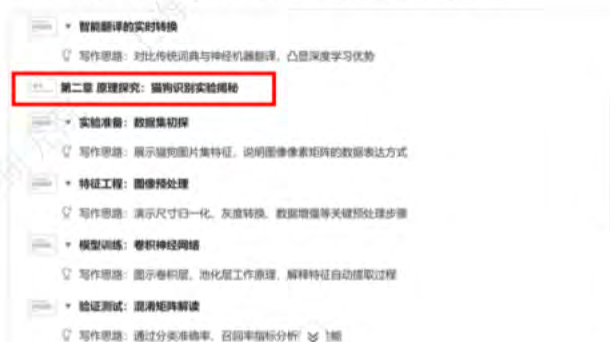 智能翻译的实时转换
写作思路：对比传统词典与神经机器翻译，凸显深度学习优势
第二章 原理探究：猫狗识别实验揭秘
实验准备：数据集初探
写作思路：展示猫狗图片集特征，说明图像像素矩阵的数据表达方式
特征工程：图像预处理
写作思路：演示尺寸归一化、灰度转换、数据增强等关键预处理步骤
模型训练：卷积神经网络
写作思路：图示卷积层、池化层工作原理，解释特征自动提取过程
验证测试：混淆矩阵解读
写作思路：通过分类准确率、召回率指标分析 能